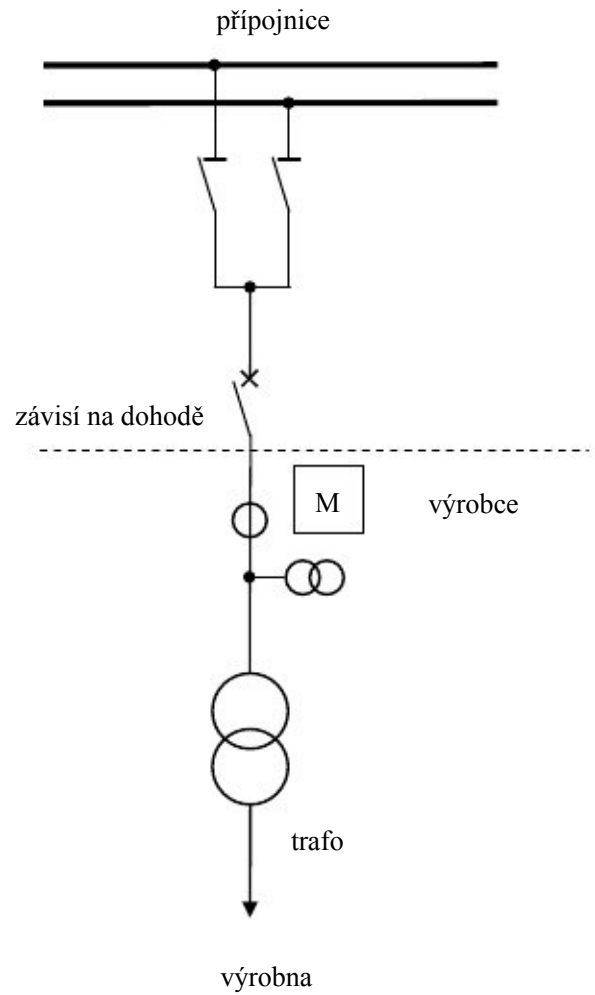 přípojnice
závisí na dohodě
M
výrobce
trafo
výrobna